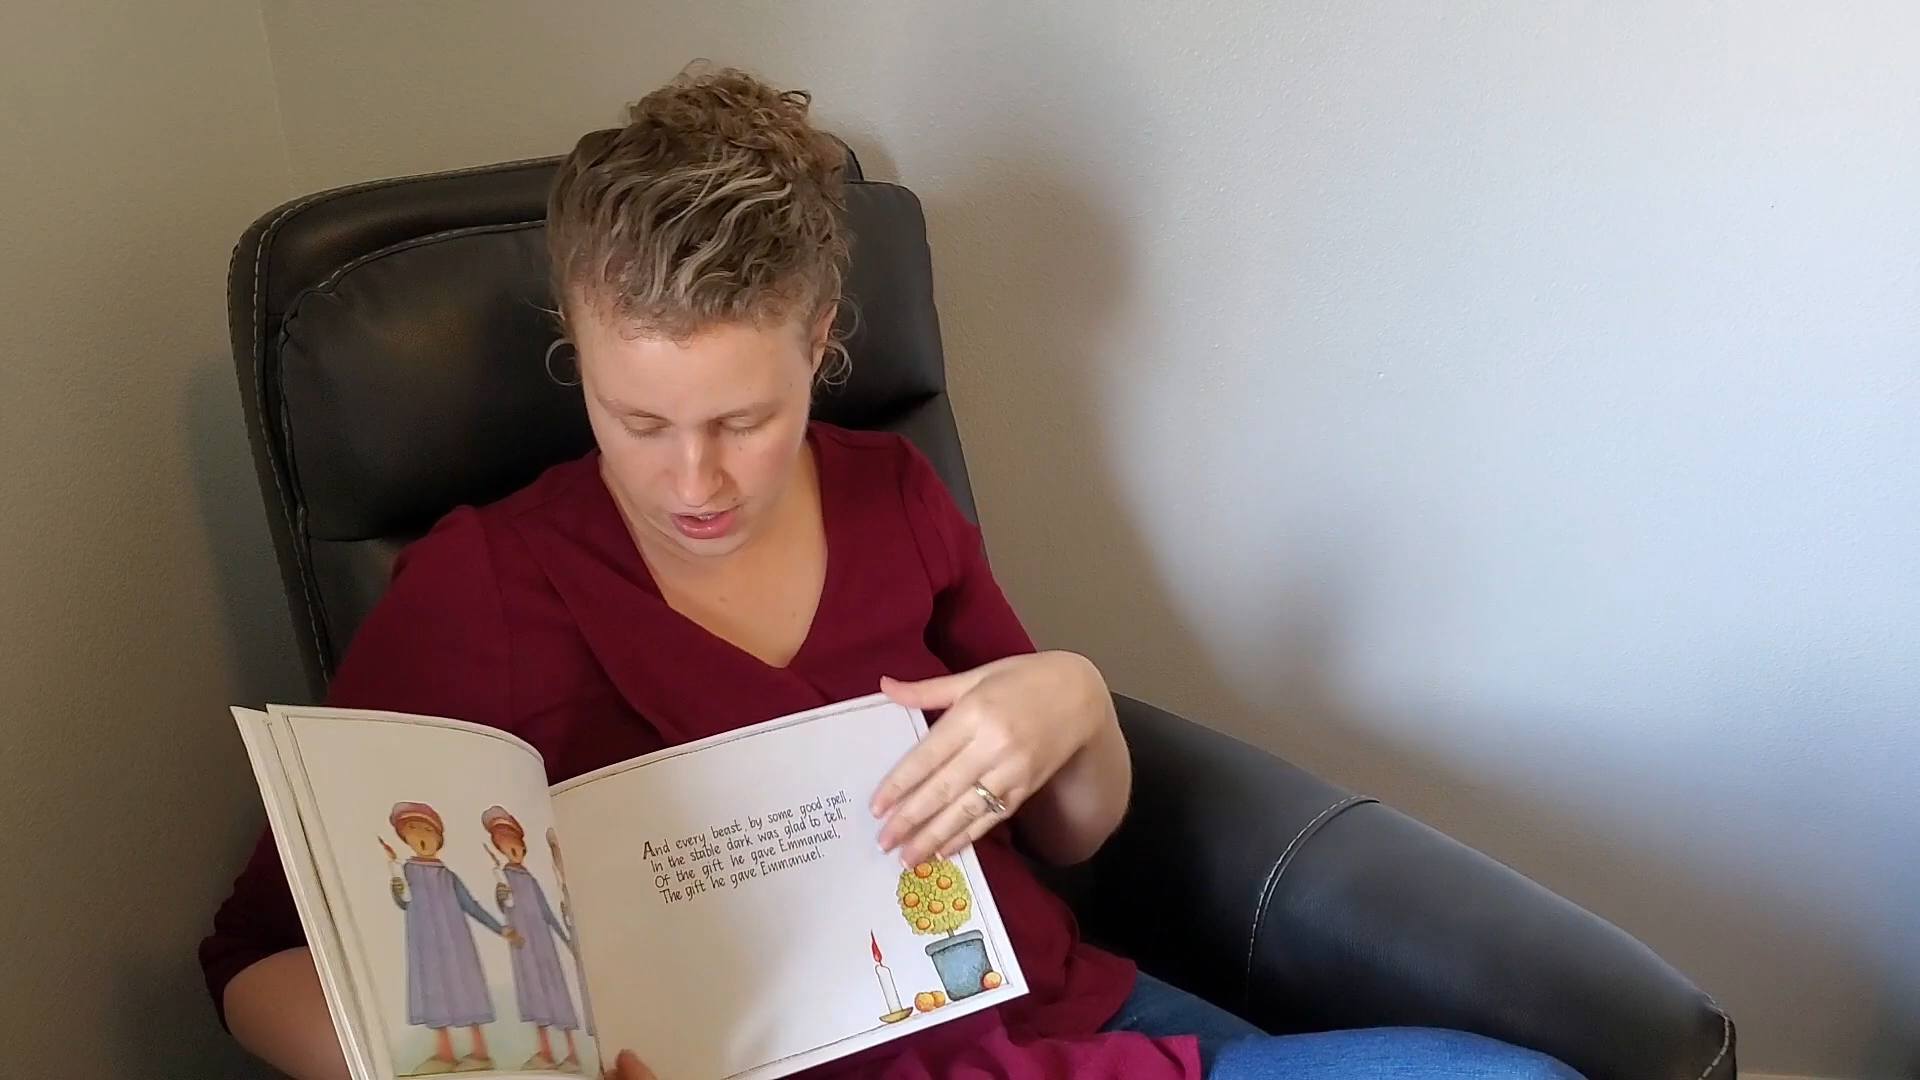 And every beast, by some good spell,
In the stable dark was glad to tell,
Of the gift he gave Emmanuel,
The gift he gave Emmanuel.